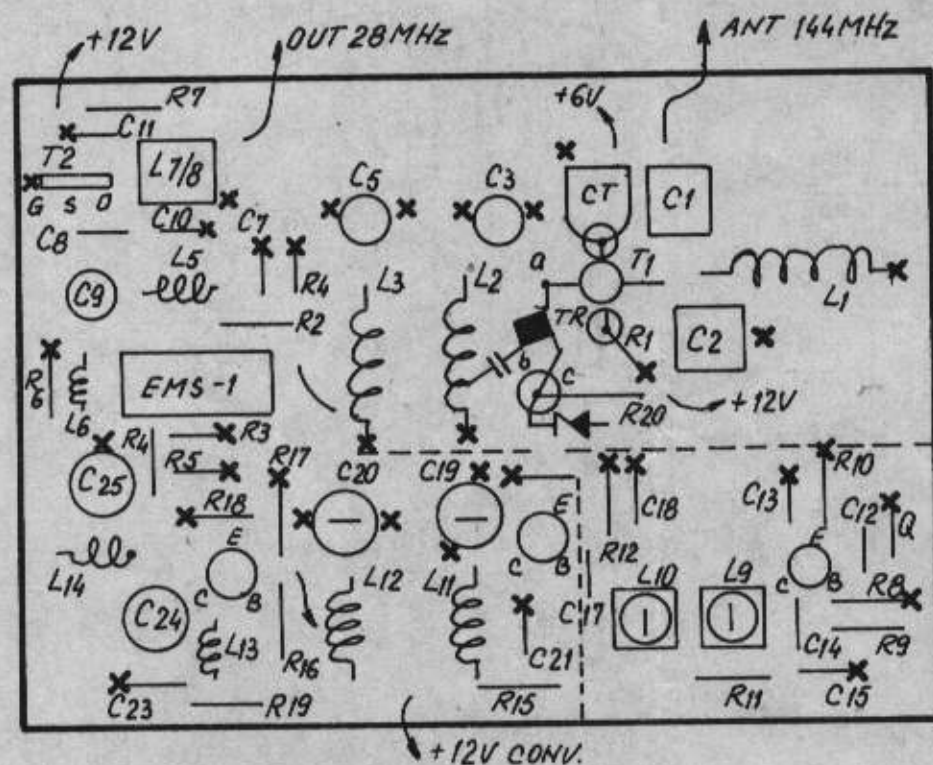 +12V OUT 28MHz ANT 144MHz
R7 +6V
C11
T2 L7/8 C5 C3 CT C1
G S D C10 C7
C8 L5 a T1
C9 R4 L3 L2 L1
R2 TR R1 C2
b
R6 EMS-1 C
L6 R20 +12V
R4 R3 R17
C25 R5 C20 C19 R10
R18 E C13
E C18 C12 Q
L14 R12 E
C B L12 L11 C B L10 L9 C B R8
C24 C17
L13 R16 C21 C14 R9
C23 R19 R15 R11 C15
+12V CONV.